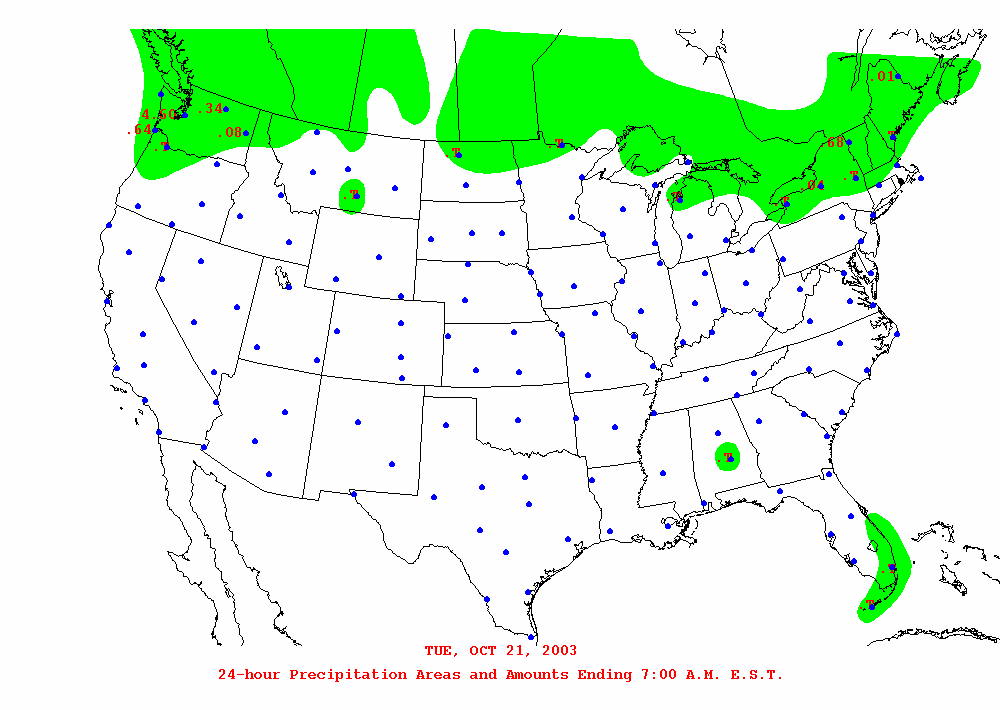 .01
4.60 .34
.64 .08
.T
.T
.T
.T
.68
.T
.04
.T
.T
.T
.T
.T
TUE, OCT 21, 2003
24-hour Precipitation Areas and Amounts Ending 7:00 A.M. E.S.T.